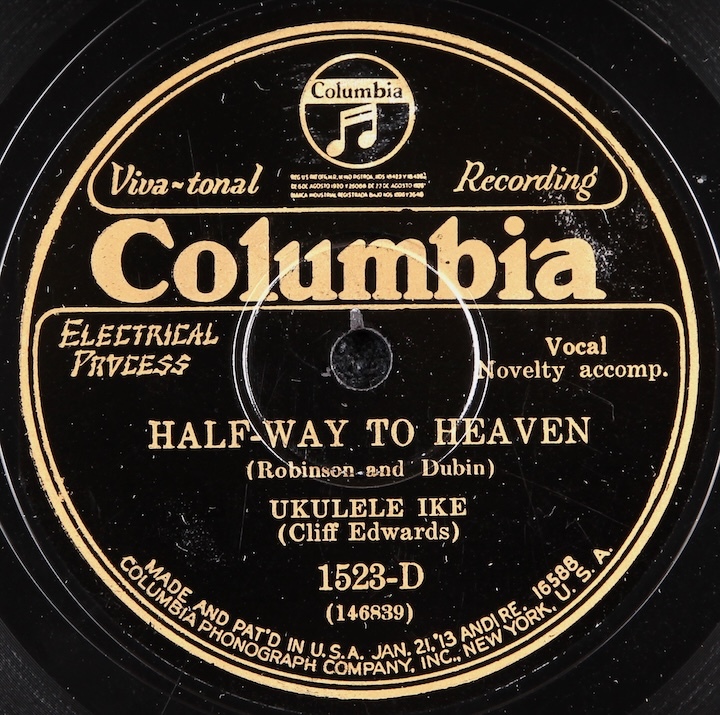 Columbia
Viva-tonal
Recording
Columbia
ELECTRICAL
PROCESS
Vocal
Novelty accomp.
HALF-WAY TO HEAVEN
(Robinson and Dubin)
UKULELE IKE
(Cliff Edwards)
1523-D
(146839)
MADE AND PAT'D IN U.S.A. JAN. 21,'13 AND RE. 16588
COLUMBIA PHONOGRAPH COMPANY, INC., NEW YORK, U.S.A.